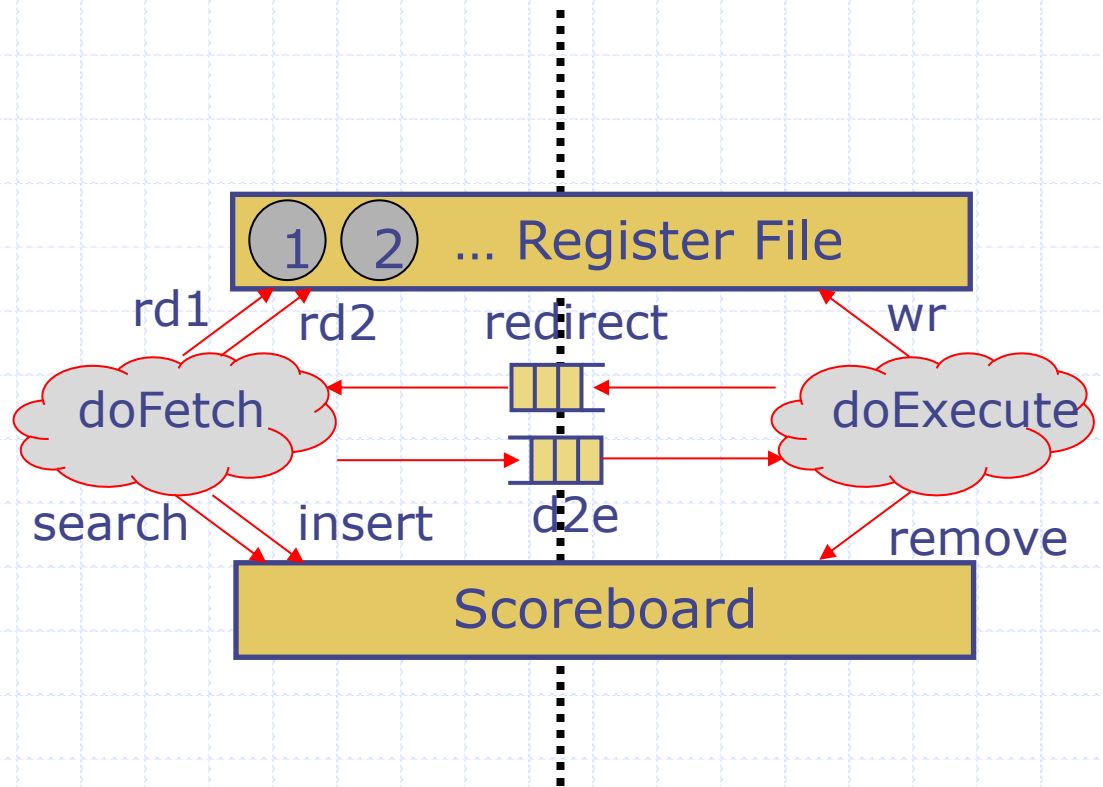 1 2 ... Register File
rd1
rd2
redirect
wr
doFetch
doExecute
search
insert
d2e
remove
Scoreboard